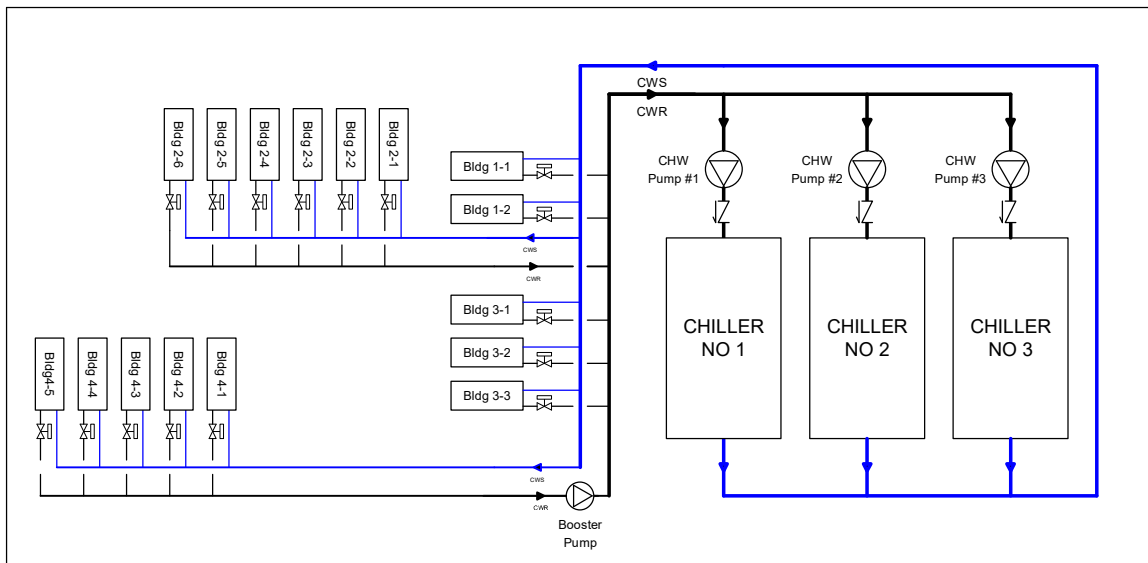 CWS
CWR
Bldg 2-6
Bldg 2-5
Bldg 2-4
Bldg 2-3
Bldg 2-2
Bldg 2-1
Bldg 1-1
Bldg 1-2
CHW
Pump #1
CHW
Pump #2
CHW
Pump #3
CWS
CWR
Bldg 3-1
Bldg 3-2
Bldg 3-3
CHILLER
NO 1
CHILLER
NO 2
CHILLER
NO 3
Bldg4-5
Bldg 4-4
Bldg 4-3
Bldg 4-2
Bldg 4-1
CWS
CWR
Booster
Pump